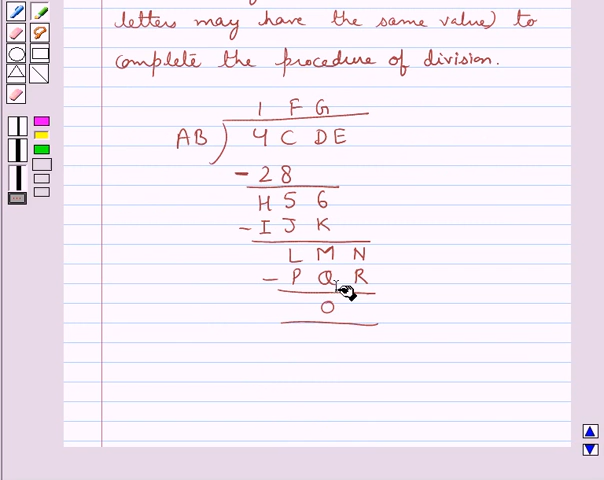 letters may have the same value) to
complete the procedure of division.
1 F G
AB ) 4 C D E
- 2 8
H 5 6
- I J K
L M N
- P Q R
0